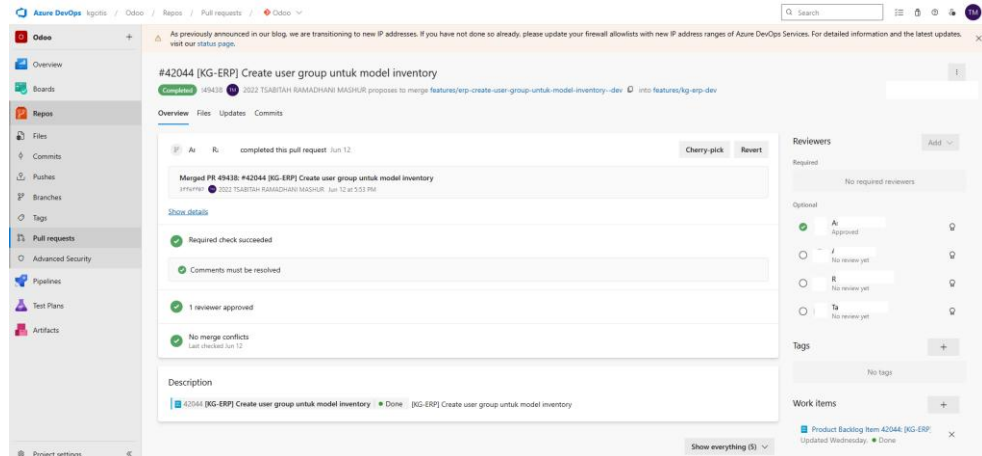 Azure DevOps kgotis / Odoo / Repos / Pull requests / Odoo
Search
TM
Odoo +
Overview
Boards
Repos
Files
Commits
Pushes
Branches
Tags
Pull requests
Advanced Security
Pipelines
Test Plans
Artifacts
Project settings
As previously announced in our blog, we are transitioning to new IP addresses. If you have not done so already, please update your firewall allowlists with new IP address ranges of Azure DevOps Services. For detailed information and the latest updates,
visit our status page.
#42044 [KG-ERP] Create user group untuk model inventory
Completed !49438 2022 TSABITAH RAMADHANI MASHUR proposes to merge features/erp-create-user-group-untuk-model-inventory--dev into features/kg-erp-dev
Overview Files Updates Commits
completed this pull request Jun 12
Cherry-pick Revert
Merged PR 49438: #42044 [KG-ERP] Create user group untuk model inventory
2022 TSABITAH RAMADHANI MASHUR Jun 12 at 5:53 PM
Show details
Required check succeeded
Comments must be resolved
1 reviewer approved
No merge conflicts
Last checked Jun 12
Description
42044 [KG-ERP] Create user group untuk model inventory Done [KG-ERP] Create user group untuk model inventory
Show everything (5)
Reviewers Add
Required
No required reviewers
Optional
Approved
No review yet
R
No review yet
Ta
No review yet
Tags +
No tags
Work items +
Product Backlog Item 42044: [KG-ERP]
Updated Wednesday, Done